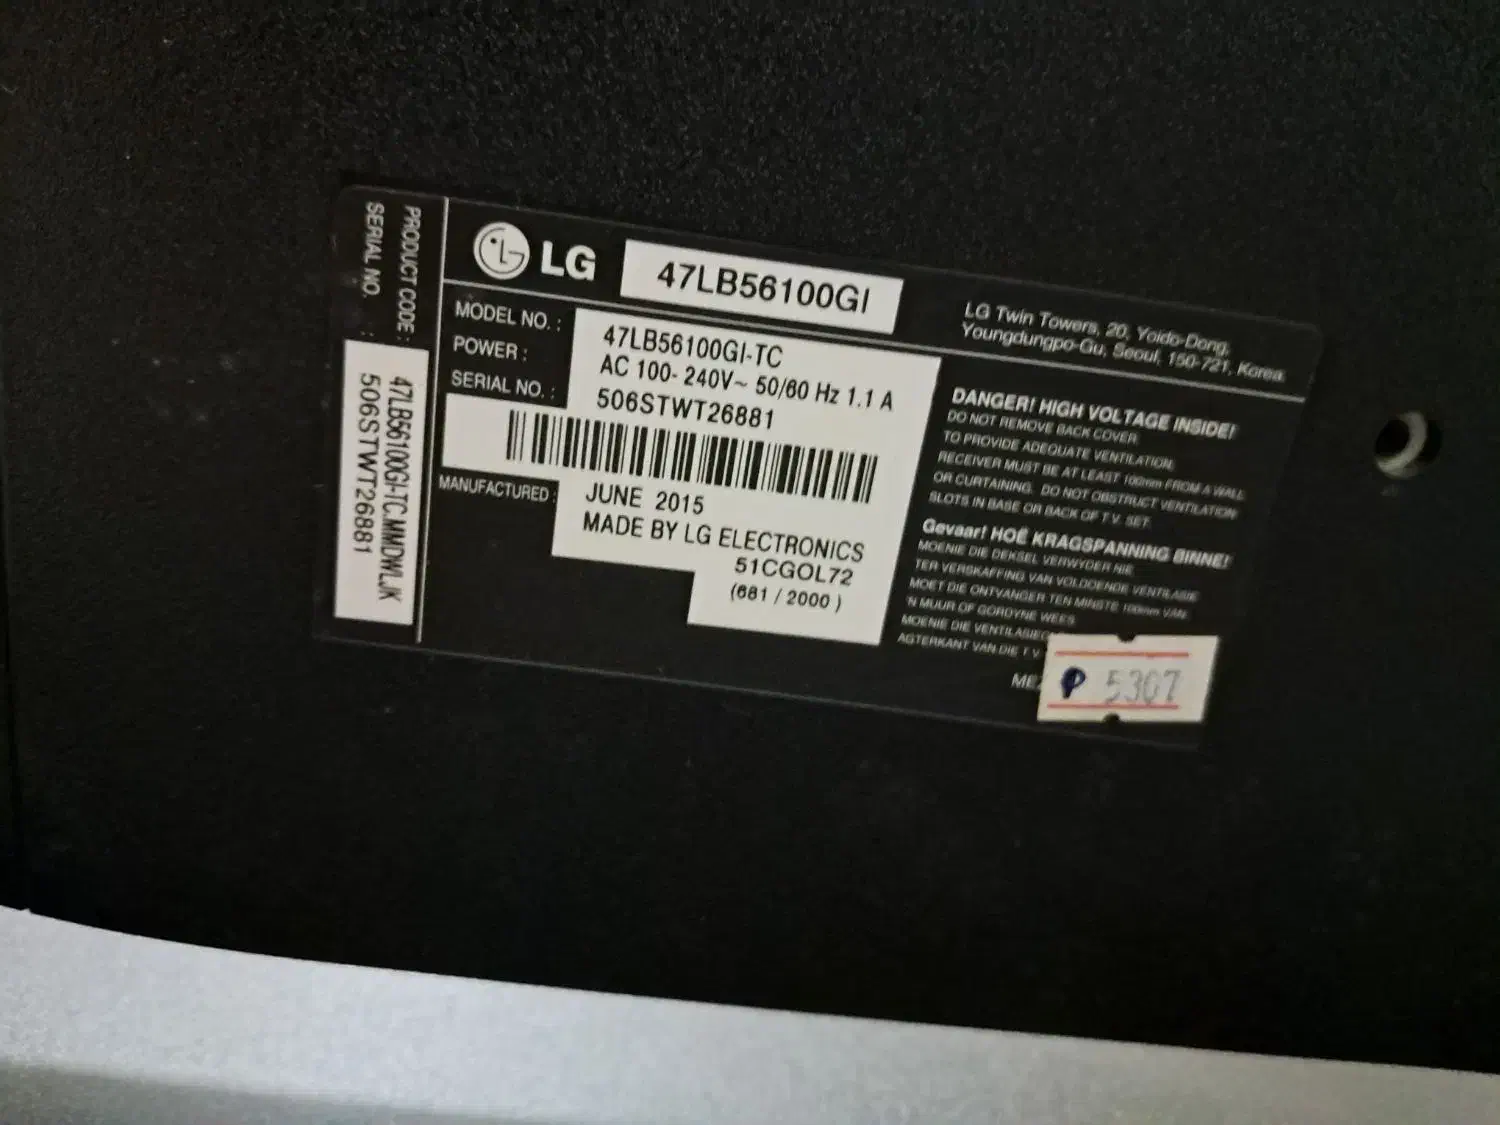 PRODUCT CODE :
SERIAL NO. :
47LB56100GI-TC.MMDWLJK
506STWT26881
LG
47LB56100GI
LG Twin Towers, 20, Yoido-Dong,
Youngdungpo-Gu, Seoul, 150-721, Korea
MODEL NO. :
47LB56100GI-TC
POWER :
AC 100- 240V~ 50/60 Hz 1.1 A
SERIAL NO. :
506STWT26881
MANUFACTURED :
JUNE 2015
MADE BY LG ELECTRONICS
51CGOL72
(681 / 2000 )
DANGER! HIGH VOLTAGE INSIDE!
DO NOT REMOVE BACK COVER.
TO PROVIDE ADEQUATE VENTILATION,
RECEIVER MUST BE AT LEAST 100mm FROM A WALL
OR CURTAINING. DO NOT OBSTRUCT VENTILATION
SLOTS IN BASE OR BACK OF T.V. SET.
Gevaar! HOË KRAGSPANNING BINNE!
MOENIE DIE DEKSEL VERWYDER NIE
TER VERSKAFFING VAN VOLDOENDE VENTILASIE
MOET DIE ONTVANGER TEN MINSTE 100mm VAN
'N MUUR OF GORDYNE WEES
MOENIE DIE
AGTERKANT VAN DIE T.V
P 5307